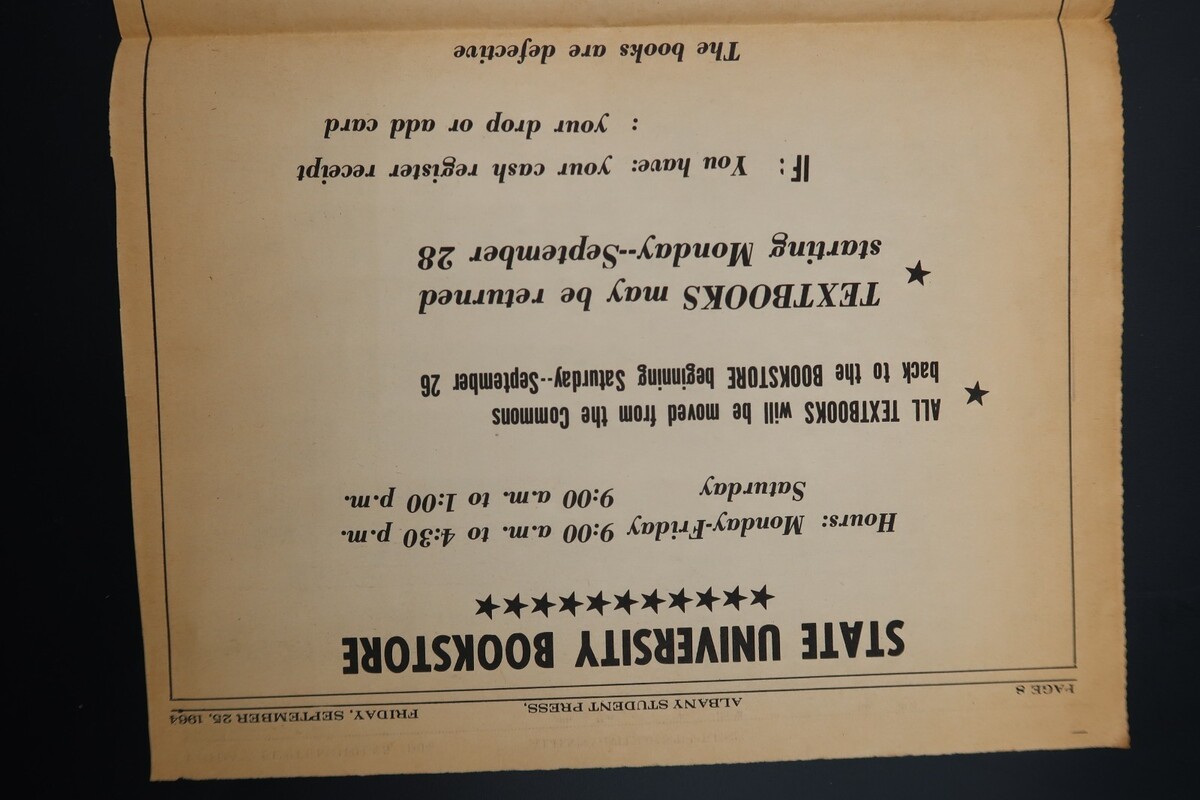 PAGE 8 ALBANY STUDENT PRESS, FRIDAY, SEPTEMBER 25, 1964
STATE UNIVERSITY BOOKSTORE
★★★★★★★★★★★
Hours: Monday-Friday 9:00 a.m. to 4:30 p.m.
Saturday 9:00 a.m. to 1:00 p.m.
★ ALL TEXTBOOKS will be moved from the Commons
back to the BOOKSTORE beginning Saturday--September 26
★ TEXTBOOKS may be returned
starting Monday--September 28
IF: You have: your cash register receipt
: your drop or add card
The books are defective